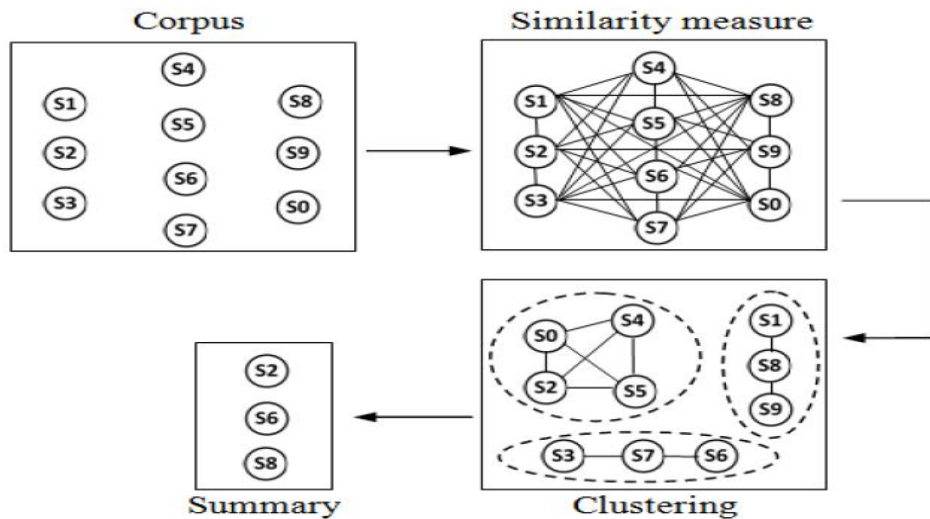 Corpus
S4
S1
S8
S5
S2
S9
S6
S3
S0
S7
Similarity measure
S4
S1
S8
S5
S2
S9
S6
S3
S0
S7
S0
S4
S2
S5
S1
S8
S9
S3
S7
S6
Clustering
S2
S6
S8
Summary